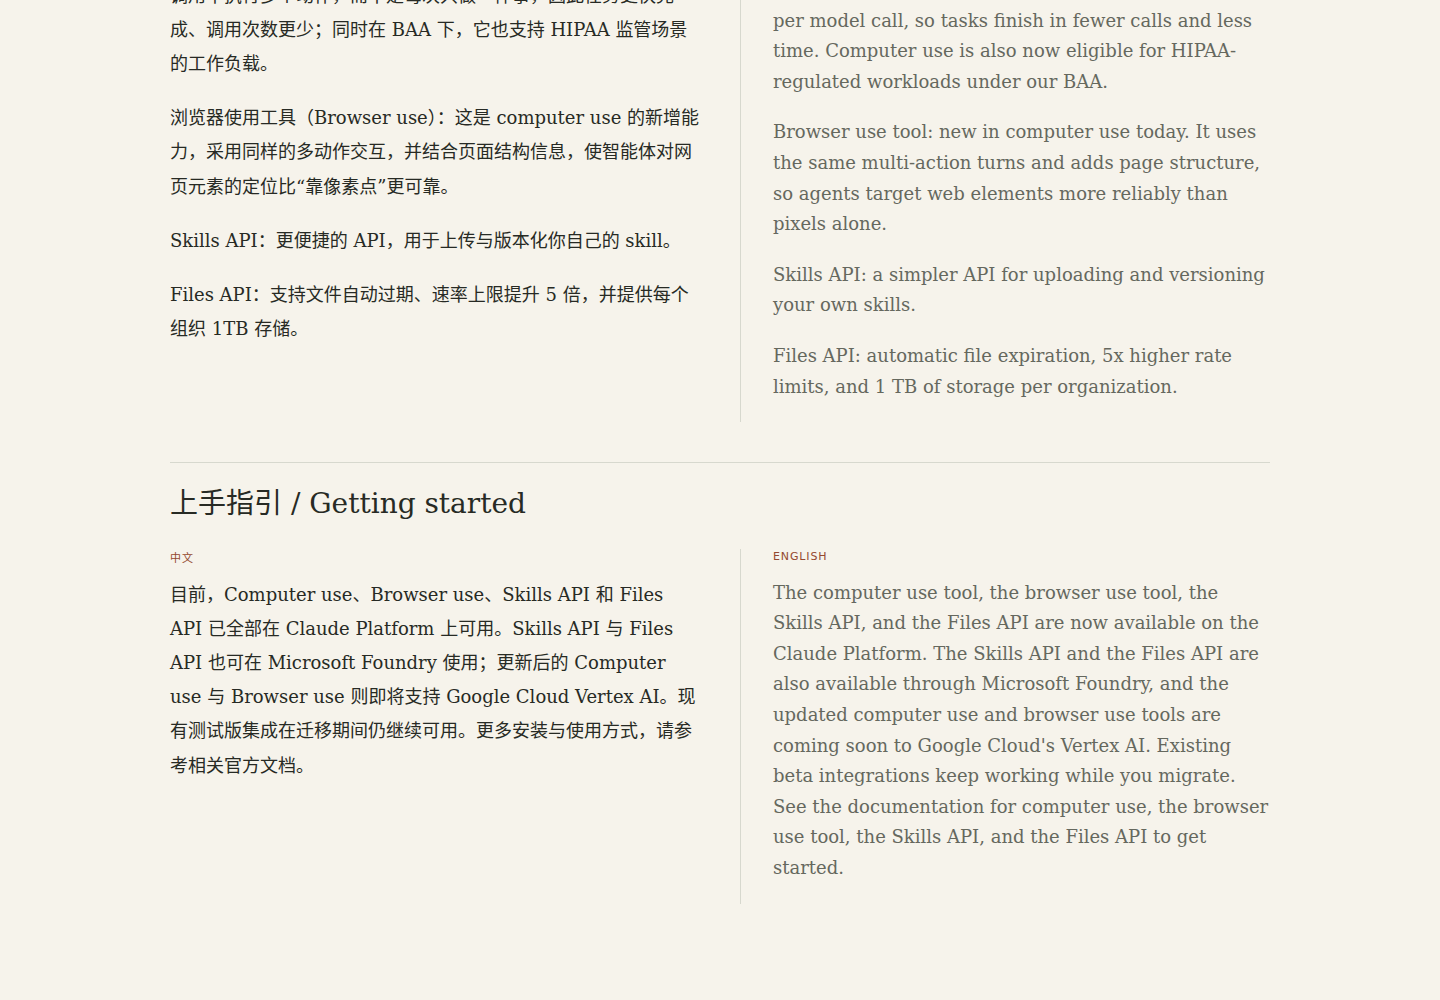 成、调用次数更少；同时在 BAA 下，它也支持 HIPAA 监管场景
的工作负载。
浏览器使用工具（Browser use）：这是 computer use 的新增能
力，采用同样的多动作交互，并结合页面结构信息，使智能体对网
页元素的定位比“靠像素点”更可靠。
Skills API：更便捷的 API，用于上传与版本化你自己的 skill。
Files API：支持文件自动过期、速率上限提升 5 倍，并提供每个
组织 1TB 存储。
per model call, so tasks finish in fewer calls and less
time. Computer use is also now eligible for HIPAA-
regulated workloads under our BAA.
Browser use tool: new in computer use today. It uses
the same multi-action turns and adds page structure,
so agents target web elements more reliably than
pixels alone.
Skills API: a simpler API for uploading and versioning
your own skills.
Files API: automatic file expiration, 5x higher rate
limits, and 1 TB of storage per organization.
上手指引 / Getting started
中文
目前，Computer use、Browser use、Skills API 和 Files
API 已全部在 Claude Platform 上可用。Skills API 与 Files
API 也可在 Microsoft Foundry 使用；更新后的 Computer
use 与 Browser use 则即将支持 Google Cloud Vertex AI。现
有测试版集成在迁移期间仍继续可用。更多安装与使用方式，请参
考相关官方文档。
ENGLISH
The computer use tool, the browser use tool, the
Skills API, and the Files API are now available on the
Claude Platform. The Skills API and the Files API are
also available through Microsoft Foundry, and the
updated computer use and browser use tools are
coming soon to Google Cloud's Vertex AI. Existing
beta integrations keep working while you migrate.
See the documentation for computer use, the browser
use tool, the Skills API, and the Files API to get
started.